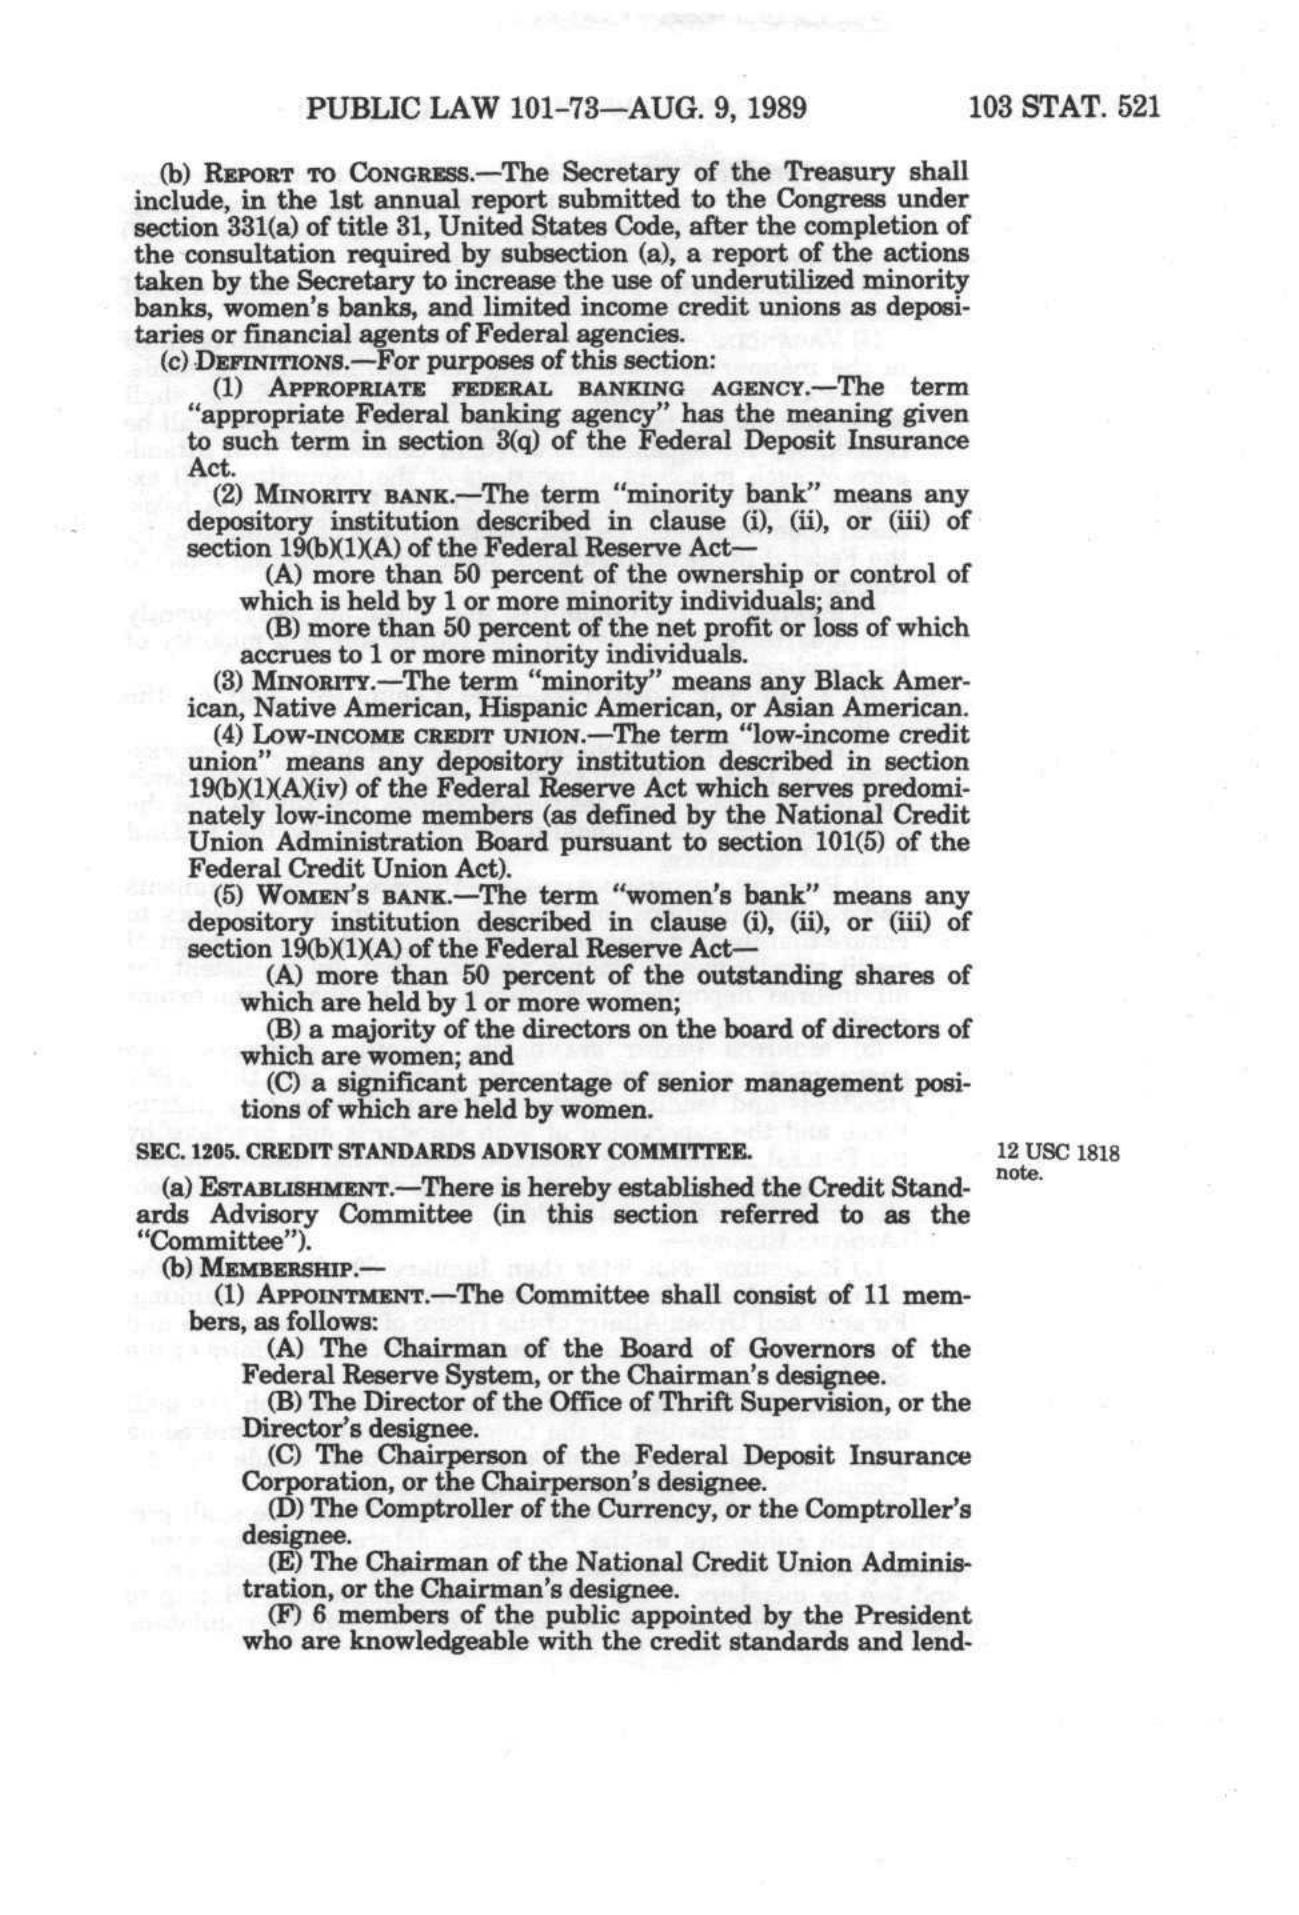 PUBLIC LAW 101–73—AUG. 9, 1989 103 STAT. 521
(b) REPORT TO CONGRESS.—The Secretary of the Treasury shall
include, in the 1st annual report submitted to the Congress under
section 331(a) of title 31, United States Code, after the completion of
the consultation required by subsection (a), a report of the actions
taken by the Secretary to increase the use of underutilized minority
banks, women's banks, and limited income credit unions as deposi-
taries or financial agents of Federal agencies.
(c) DEFINITIONS.—For purposes of this section:
(1) APPROPRIATE FEDERAL BANKING AGENCY.—The term
"appropriate Federal banking agency" has the meaning given
to such term in section 3(q) of the Federal Deposit Insurance
Act.
(2) MINORITY BANK.—The term "minority bank" means any
depository institution described in clause (i), (ii), or (iii) of
section 19(b)(1)(A) of the Federal Reserve Act—
(A) more than 50 percent of the ownership or control of
which is held by 1 or more minority individuals; and
(B) more than 50 percent of the net profit or loss of which
accrues to 1 or more minority individuals.
(3) MINORITY.—The term "minority" means any Black Amer-
ican, Native American, Hispanic American, or Asian American.
(4) LOW-INCOME CREDIT UNION.—The term "low-income credit
union" means any depository institution described in section
19(b)(1)(A)(iv) of the Federal Reserve Act which serves predomi-
nately low-income members (as defined by the National Credit
Union Administration Board pursuant to section 101(5) of the
Federal Credit Union Act).
(5) WOMEN'S BANK.—The term "women's bank" means any
depository institution described in clause (i), (ii), or (iii) of
section 19(b)(1)(A) of the Federal Reserve Act—
(A) more than 50 percent of the outstanding shares of
which are held by 1 or more women;
(B) a majority of the directors on the board of directors of
which are women; and
(C) a significant percentage of senior management posi-
tions of which are held by women.
SEC. 1205. CREDIT STANDARDS ADVISORY COMMITTEE.
12 USC 1818
note.
(a) ESTABLISHMENT.—There is hereby established the Credit Stand-
ards Advisory Committee (in this section referred to as the
"Committee").
(b) MEMBERSHIP.—
(1) APPOINTMENT.—The Committee shall consist of 11 mem-
bers, as follows:
(A) The Chairman of the Board of Governors of the
Federal Reserve System, or the Chairman's designee.
(B) The Director of the Office of Thrift Supervision, or the
Director's designee.
(C) The Chairperson of the Federal Deposit Insurance
Corporation, or the Chairperson's designee.
(D) The Comptroller of the Currency, or the Comptroller's
designee.
(E) The Chairman of the National Credit Union Adminis-
tration, or the Chairman's designee.
(F) 6 members of the public appointed by the President
who are knowledgeable with the credit standards and lend-